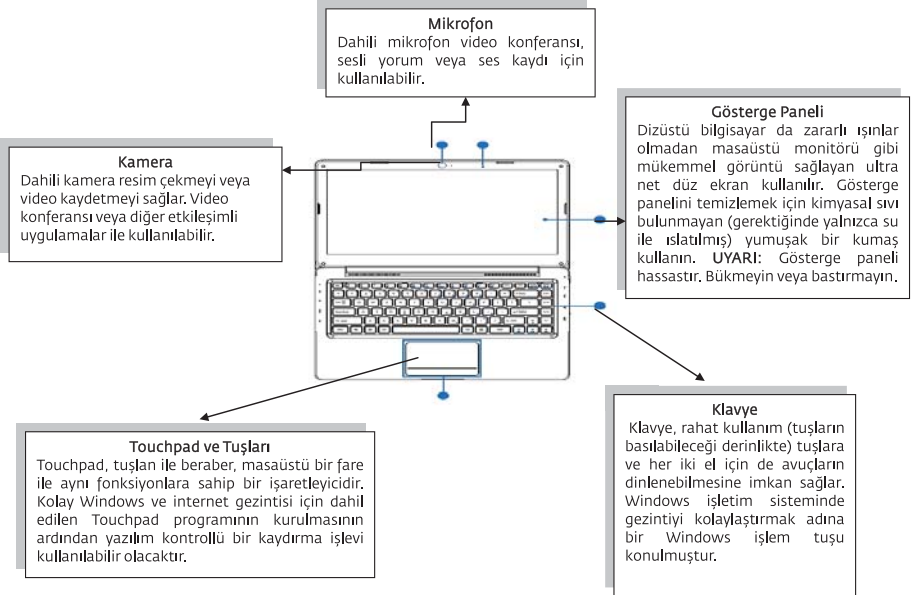 Mikrofon
Dahili mikrofon video konferansı,
sesli yorum veya ses kaydı için
kullanılabilir.
Kamera
Dahili kamera resim çekmeyi veya
video kaydetmeyi sağlar. Video
konferansı veya diğer etkileşimli
uygulamalar ile kullanılabilir.
Gösterge Paneli
Dizüstü bilgisayar da zararlı ışınlar
olmadan masaüstü monitörü gibi
mükemmel görüntü sağlayan ultra
net düz ekran kullanılır. Gösterge
panelini temizlemek için kimyasal sıvı
bulunmayan (gerektiğinde yalnızca su
ile ıslatılmış) yumuşak bir kumaş
kullanın. UYARI: Gösterge paneli
hassastır. Bükmeyin veya bastırmayın.
Touchpad ve Tuşları
Touchpad, tuşlan ile beraber, masaüstü bir fare
ile aynı fonksiyonlara sahip bir işaretleyicidir.
Kolay Windows ve internet gezintisi için dahil
edilen Touchpad programının kurulmasının
ardından yazılım kontrollü bir kaydırma işlevi
kullanılabilir olacaktır.
Klavye
Klavye, rahat kullanım (tuşların
basılabileceği derinlikte) tuşlara
ve her iki el için de avuçların
dinlenebilmesine imkan sağlar.
Windows işletim sisteminde
gezintiyi kolaylaştırmak adına
bir Windows işlem tuşu
konulmuştur.